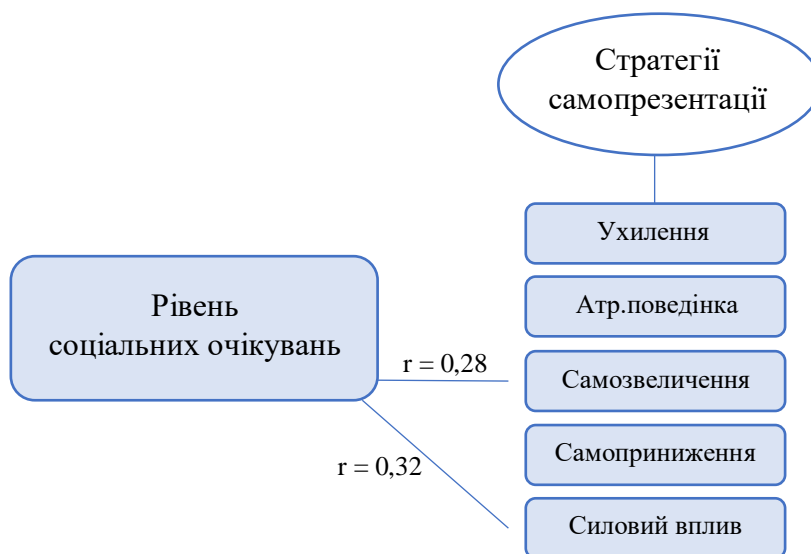 Стратегії
самопрезентації
Ухилення
Атр.поведінка
Самозвеличення
Самоприниження
Силовий вплив
Рівень
соціальних очікувань
r = 0,28
r = 0,32